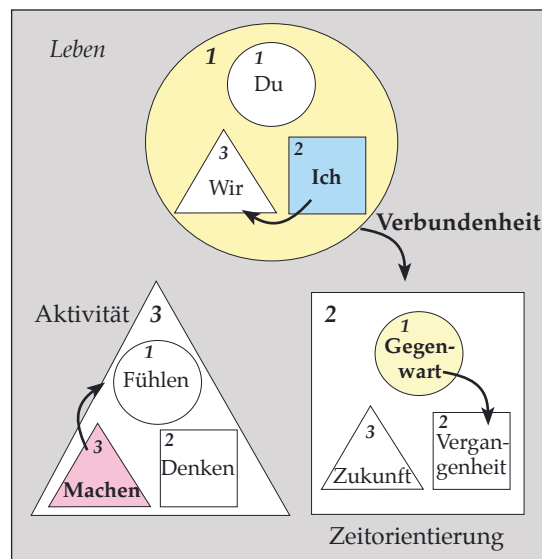 Leben
1
1
Du
3
Wir
2
Ich
Verbundenheit
Aktivität
3
1
Fühlen
3
Machen
2
Denken
2
1
Gegen-
wart
3
Zukunft
2
Vergan-
genheit
Zeitorientierung